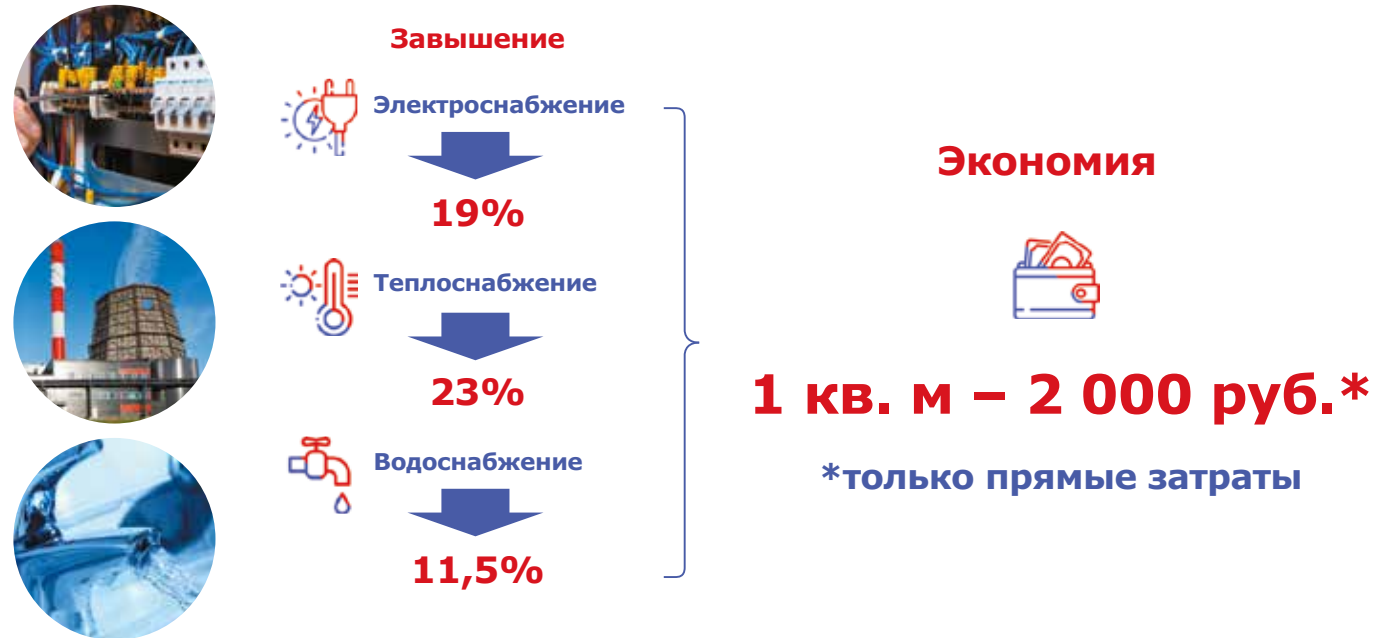 Завышение
Электроснабжение
19%
Теплоснабжение
23%
Водоснабжение
11,5%
Экономия
1 кв. м – 2 000 руб.*
*только прямые затраты